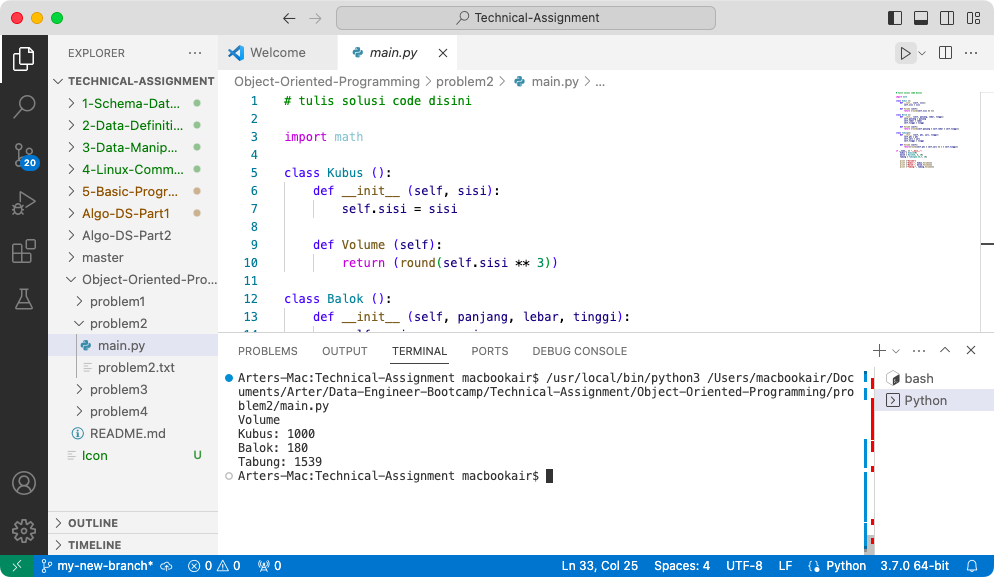 Technical-Assignment
EXPLORER
TECHNICAL-ASSIGNMENT
1-Schema-Dat...
2-Data-Definiti...
3-Data-Manip...
4-Linux-Comm...
5-Basic-Progr...
Algo-DS-Part1
Algo-DS-Part2
master
Object-Oriented-Pro...
problem1
problem2
main.py
problem2.txt
problem3
problem4
README.md
Icon U
OUTLINE
TIMELINE
20
Welcome main.py
Object-Oriented-Programming > problem2 > main.py > ...
1 # tulis solusi code disini
2
3 import math
4
5 class Kubus ():
6 def __init__ (self, sisi):
7 self.sisi = sisi
8
9 def Volume (self):
10 return (round(self.sisi ** 3))
11
12 class Balok ():
13 def __init__ (self, panjang, lebar, tinggi):
PROBLEMS OUTPUT TERMINAL PORTS DEBUG CONSOLE
Arters-Mac:Technical-Assignment macbookair$ /usr/local/bin/python3 /Users/macbookair/Doc
uments/Arter/Data-Engineer-Bootcamp/Technical-Assignment/Object-Oriented-Programming/pro
blem2/main.py
Volume
Kubus: 1000
Balok: 180
Tabung: 1539
Arters-Mac:Technical-Assignment macbookair$
bash
Python
my-new-branch* 0 0 0 Ln 33, Col 25 Spaces: 4 UTF-8 LF Python 3.7.0 64-bit